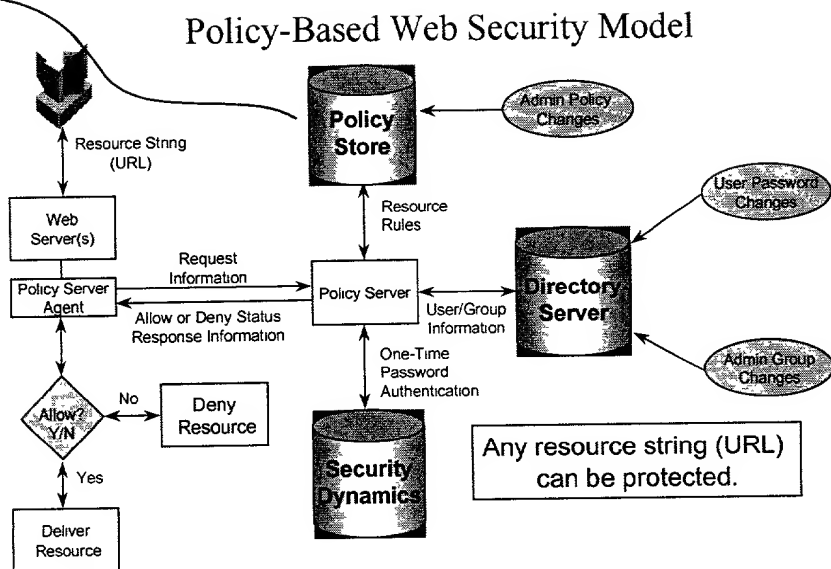 Policy-Based Web Security Model
Resource String
(URL)
Policy
Store
Admin Policy
Changes
User Password
Changes
Web
Server(s)
Resource
Rules
Request
Information
Policy Server
Agent
Policy Server
Directory
Server
Allow or Deny Status
Response Information
User/Group
Information
One-Time
Password
Authentication
Admin Group
Changes
Allow?
Y/N
No
Deny
Resource
Security
Dynamics
Any resource string (URL)
can be protected.
Yes
Deliver
Resource